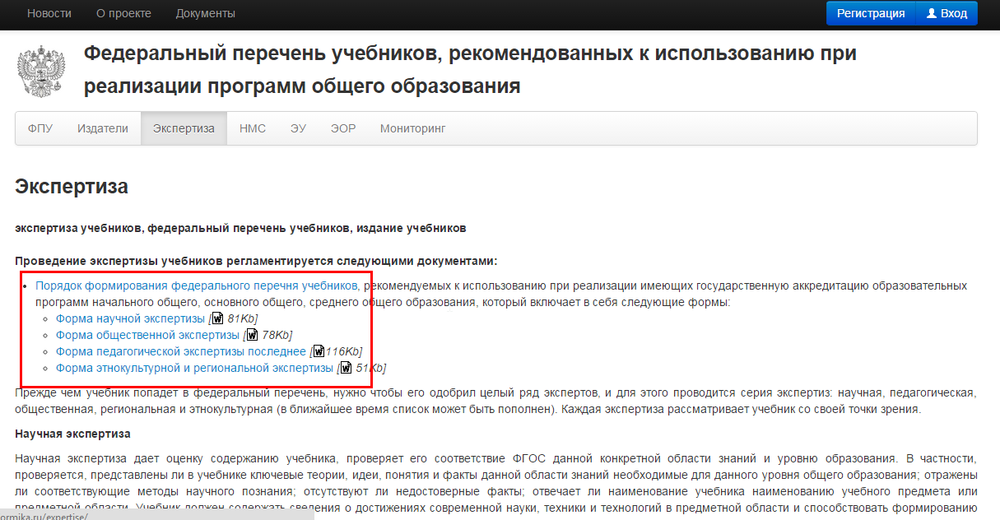 Новости О проекте Документы Регистрация Вход
Федеральный перечень учебников, рекомендованных к использованию при
реализации программ общего образования
ФПУ Издатели Экспертиза НМС ЭУ ЭОР Мониторинг
Экспертиза
экспертиза учебников, федеральный перечень учебников, издание учебников
Проведение экспертизы учебников регламентируется следующими документами:
Порядок формирования федерального перечня учебников, рекомендуемых к использованию при реализации имеющих государственную аккредитацию образовательных
программ начального общего, основного общего, среднего общего образования, который включает в себя следующие формы:
Форма научной экспертизы [W 81Kb]
Форма общественной экспертизы [W 78Kb]
Форма педагогической экспертизы последнее [W 116Kb]
Форма этнокультурной и региональной экспертизы [W 51Kb]
Прежде чем учебник попадет в федеральный перечень, нужно чтобы его одобрил целый ряд экспертов, и для этого проводится серия экспертиз: научная, педагогическая,
общественная, региональная и этнокультурная (в ближайшее время список может быть пополнен). Каждая экспертиза рассматривает учебник со своей точки зрения.
Научная экспертиза
Научная экспертиза дает оценку содержанию учебника, проверяет его соответствие ФГОС данной конкретной области знаний и уровню образования. В частности,
проверяется, представлены ли в учебнике ключевые теории, идеи, понятия и факты данной области знаний необходимые для данного уровня общего образования; отражены
ли соответствующие методы научного познания; отсутствуют ли недостоверные факты; отвечает ли наименование учебника наименованию учебного предмета или
предметной области. Учебник должен содержать сведения о достижениях современной науки, техники и технологий в предметной области и способствовать формированию
ormika.ru/expertise/